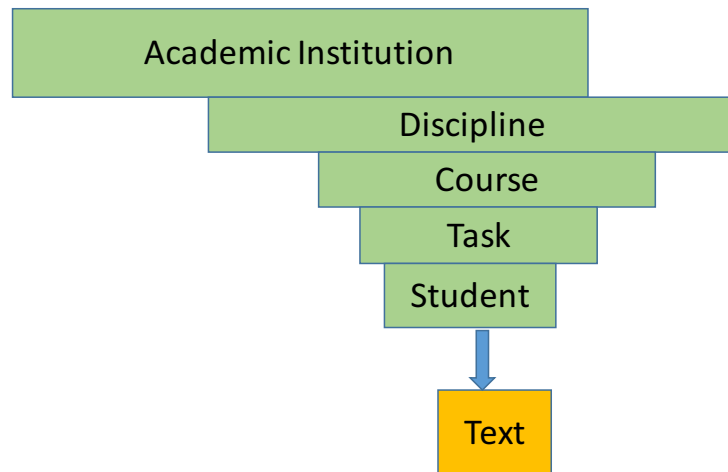 Academic Institution
Discipline
Course
Task
Student
Text